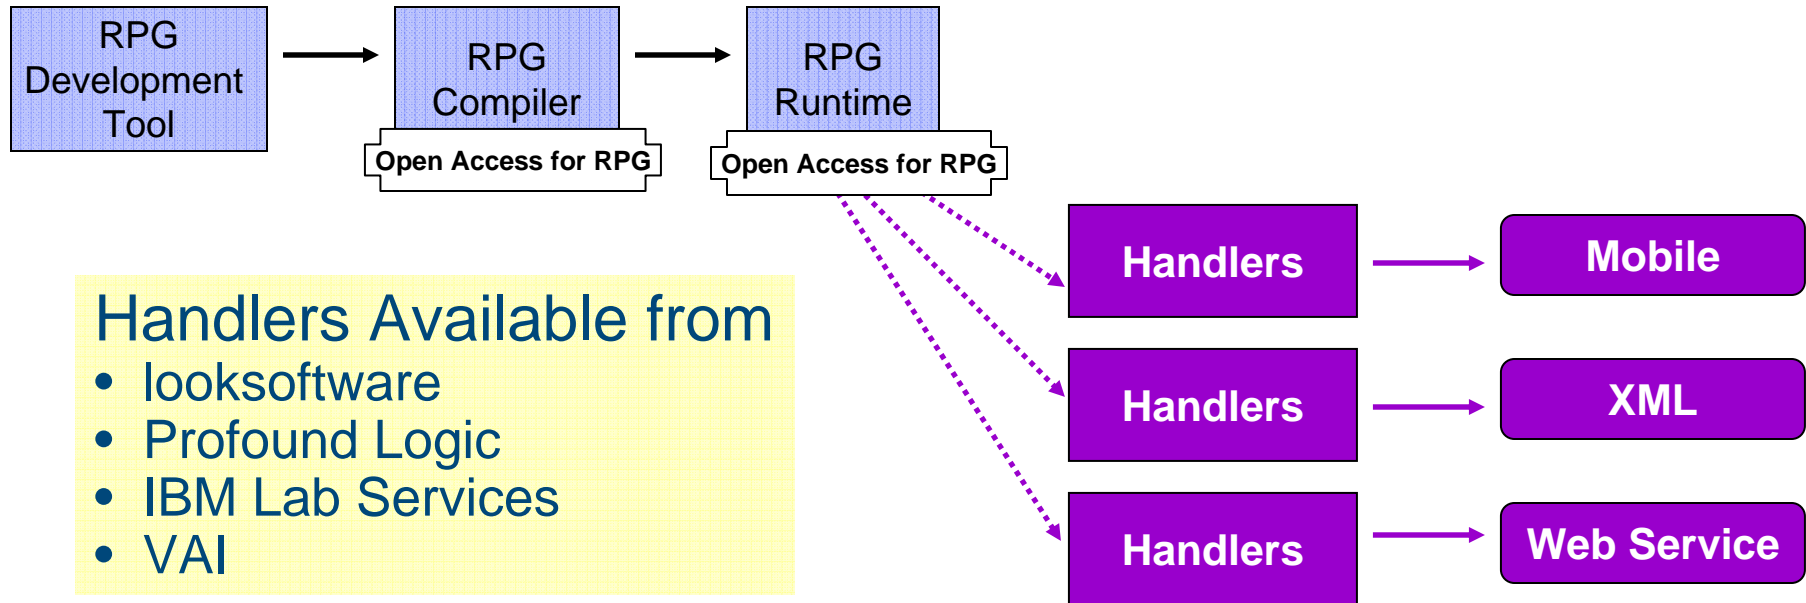 RPG
Development
Tool
RPG
Compiler
RPG
Runtime
Open Access for RPG
Open Access for RPG
Handlers
Mobile
Handlers Available from
• looksoftware
• Profound Logic
• IBM Lab Services
• VAI
Handlers
XML
Handlers
Web Service